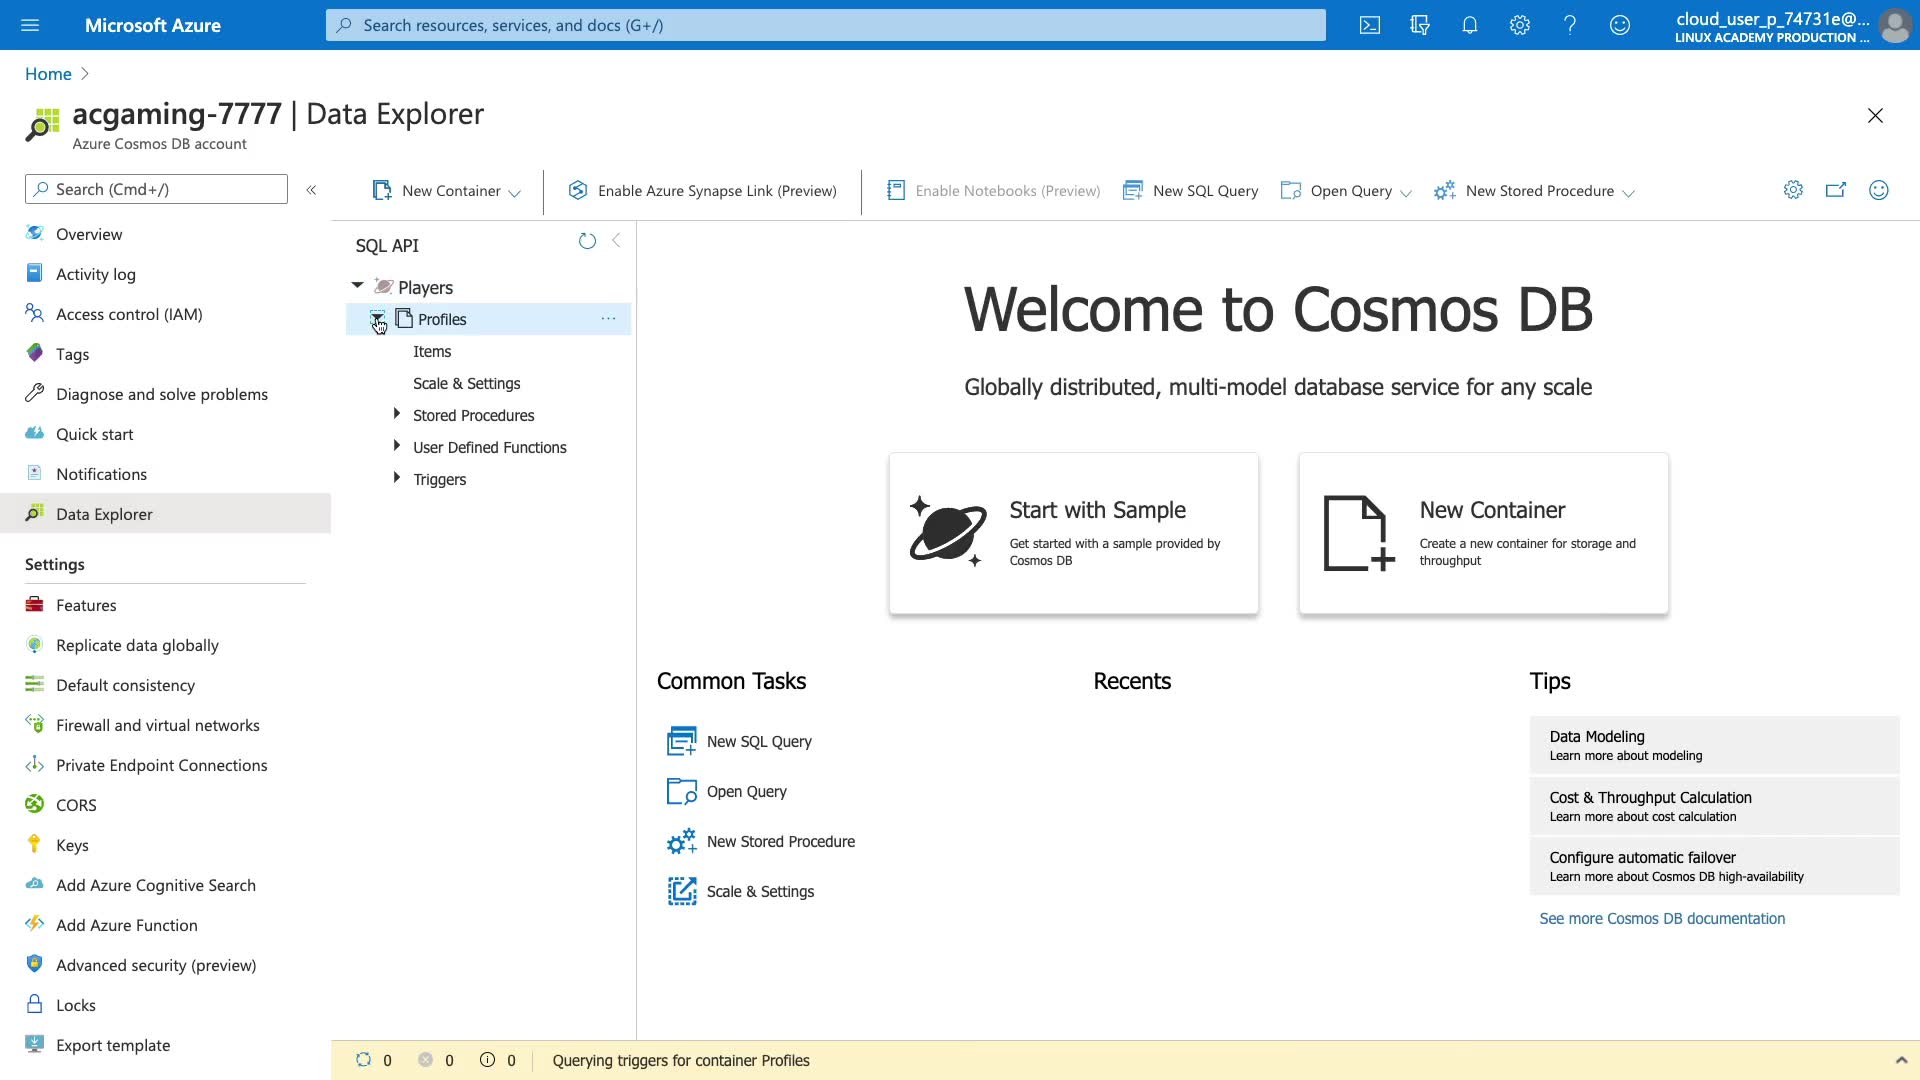 Microsoft Azure
Search resources, services, and docs (G+/)
cloud_user_p_74731e@...
LINUX ACADEMY PRODUCTION ...
Home
acgaming-7777 | Data Explorer
Azure Cosmos DB account
Search (Cmd+/)
«
New Container
Enable Azure Synapse Link (Preview)
Enable Notebooks (Preview)
New SQL Query
Open Query
New Stored Procedure
Overview
Activity log
Access control (IAM)
Tags
Diagnose and solve problems
Quick start
Notifications
Data Explorer
Settings
Features
Replicate data globally
Default consistency
Firewall and virtual networks
Private Endpoint Connections
CORS
Keys
Add Azure Cognitive Search
Add Azure Function
Advanced security (preview)
Locks
Export template
SQL API
Players
Profiles
...
Items
Scale & Settings
Stored Procedures
User Defined Functions
Triggers
Welcome to Cosmos DB
Globally distributed, multi-model database service for any scale
Start with Sample
Get started with a sample provided by
Cosmos DB
New Container
Create a new container for storage and
throughput
Common Tasks
New SQL Query
Open Query
New Stored Procedure
Scale & Settings
Recents
Tips
Data Modeling
Learn more about modeling
Cost & Throughput Calculation
Learn more about cost calculation
Configure automatic failover
Learn more about Cosmos DB high-availability
See more Cosmos DB documentation
0 0 0 Querying triggers for container Profiles